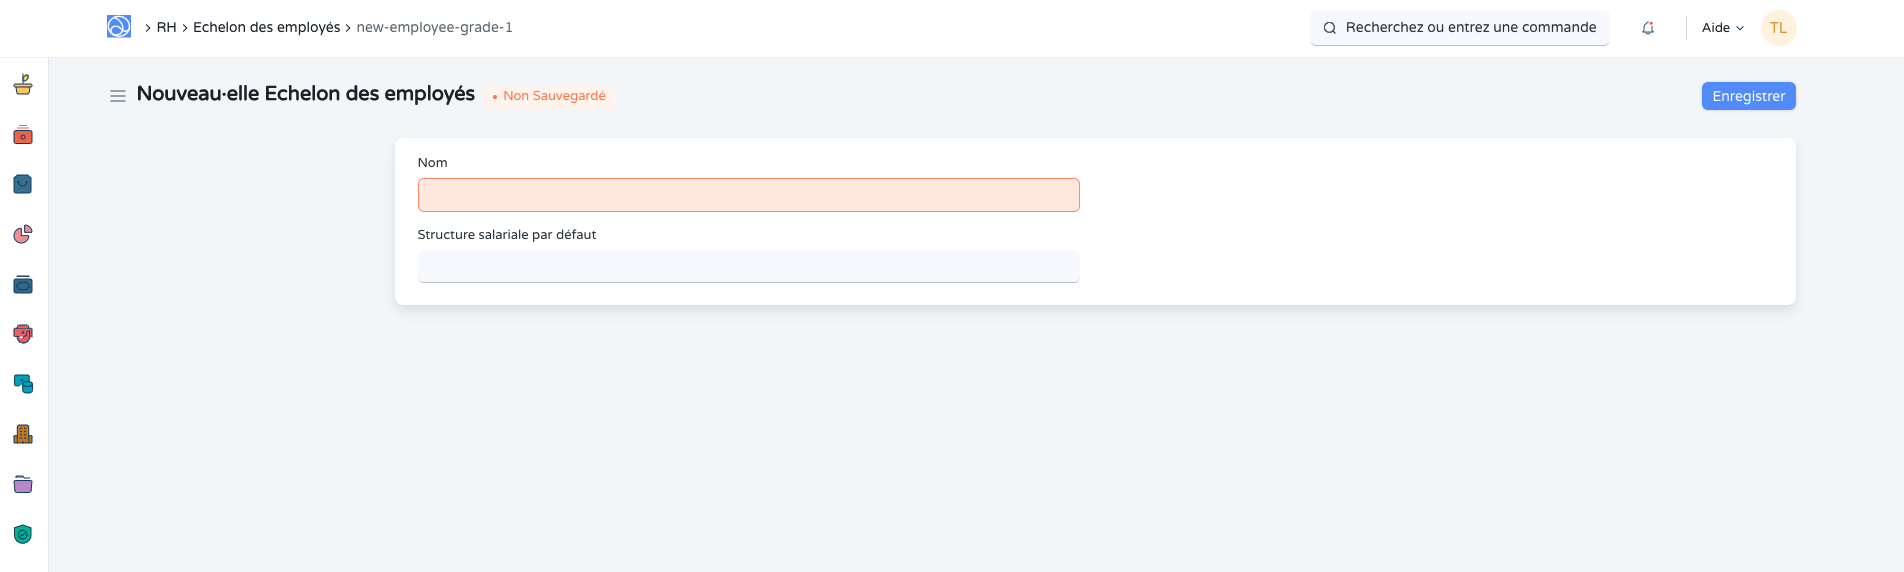 RH Echelon des employés new-employee-grade-1 Recherchez ou entrez une commande Aide TL
Nouveau·elle Echelon des employés Non Sauvegardé Enregistrer
Nom
Structure salariale par défaut